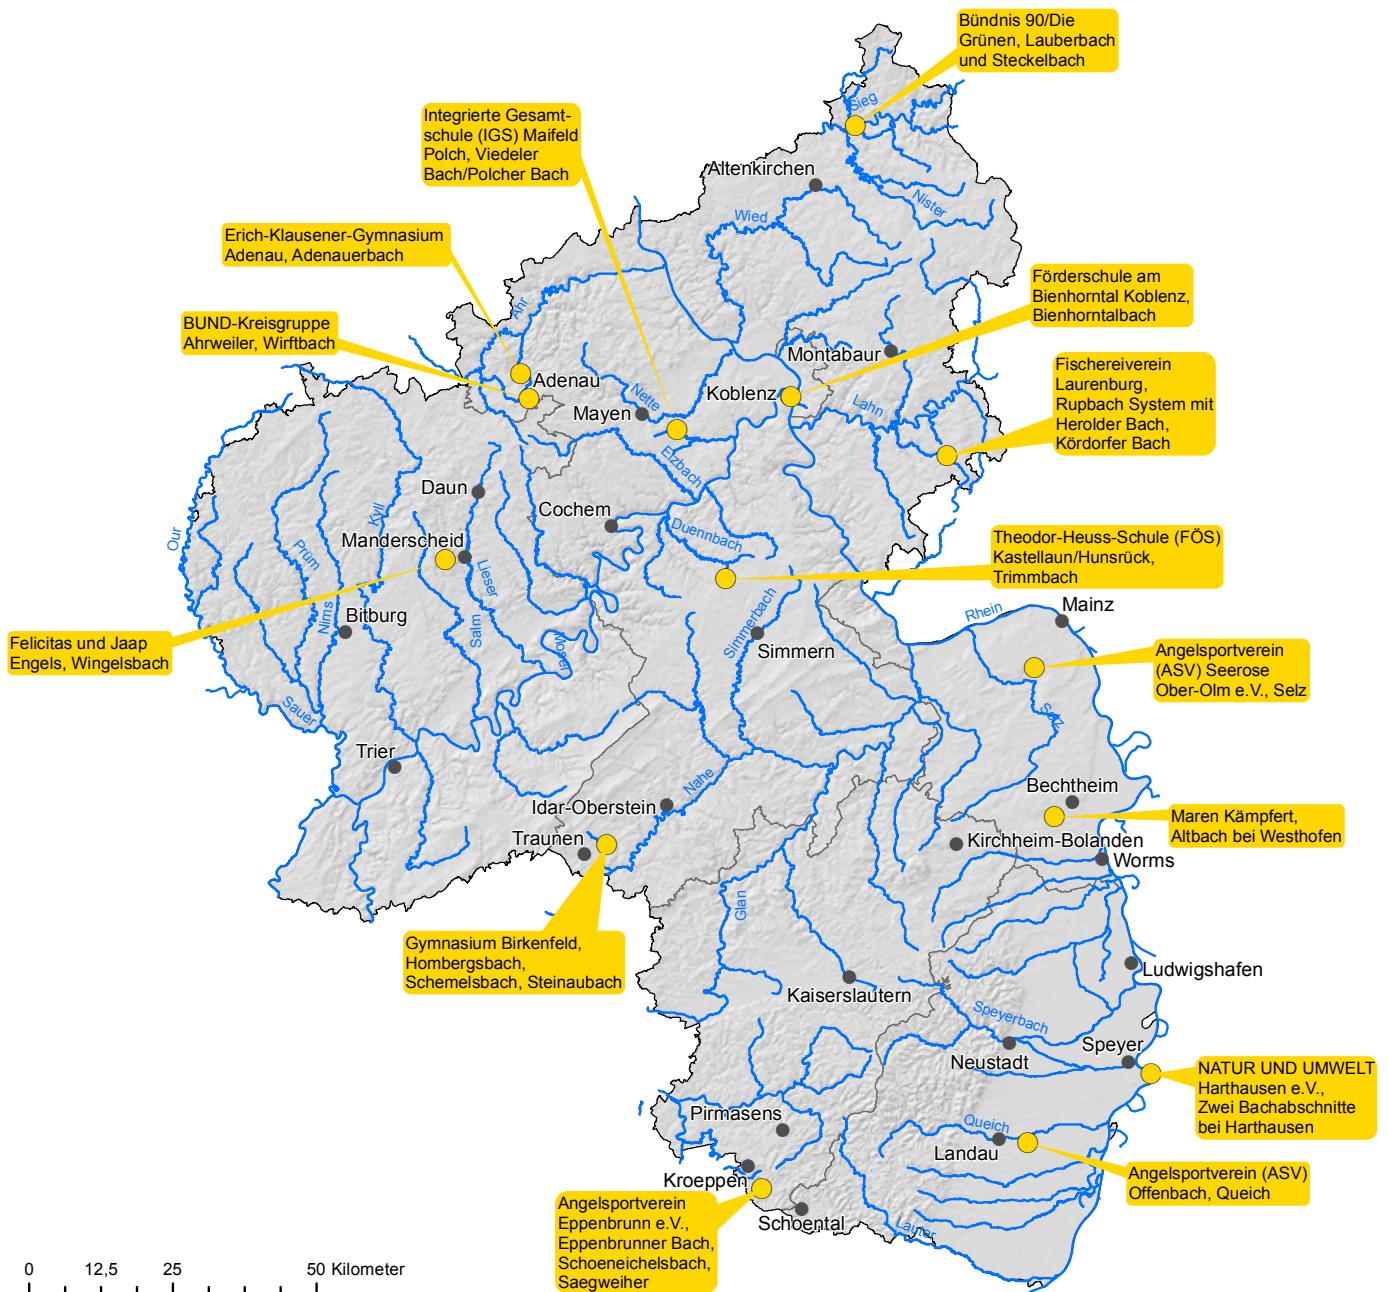 Bündnis 90/Die
Grünen, Lauberbach
und Steckelbach
Integrierte Gesamt-
schule (IGS) Maifeld
Polch, Viedeler
Bach/Polcher Bach
Sieg
Altenkirchen
Nister
Wied
Erich-Klausener-Gymnasium
Adenau, Adenauerbach
Förderschule am
Bienhorntal Koblenz,
Bienhorntalbach
Ahr
BUND-Kreisgruppe
Ahrweiler, Wirftbach
Montabaur
Fischereiverein
Laurenburg,
Rupbach System mit
Herolder Bach,
Kördorfer Bach
Adenau
Nette
Koblenz
Mayen
Lahn
Elzbach
Daun
Cochem
Kyll
Duennbach
Our
Prüm
Manderscheid
Lieser
Theodor-Heuss-Schule (FÖS)
Kastellaun/Hunsrück,
Trimmbach
Nims
Bitburg
Salm
Mosel
Simmerbach
Simmern
Rhein
Mainz
Felicitas und Jaap
Engels, Wingelsbach
Angelsportverein
(ASV) Seerose
Ober-Olm e.V., Selz
Sauer
Selz
Trier
Nahe
Idar-Oberstein
Bechtheim
Traunen
Maren Kämpfert,
Altbach bei Westhofen
Kirchheim-Bolanden
Worms
Glan
Gymnasium Birkenfeld,
Hombergsbach,
Schemelsbach, Steinaubach
Ludwigshafen
Kaiserslautern
Speyerbach
Neustadt
Speyer
NATUR UND UMWELT
Harthausen e.V.,
Zwei Bachabschnitte
bei Harthausen
Pirmasens
Queich
Landau
Kroeppen
Angelsportverein (ASV)
Offenbach, Queich
Angelsportverein
Eppenbrunn e.V.,
Eppenbrunner Bach,
Schoeneichelsbach,
Saegweiher
Schoental
Lauter
0 12,5 25 50 Kilometer